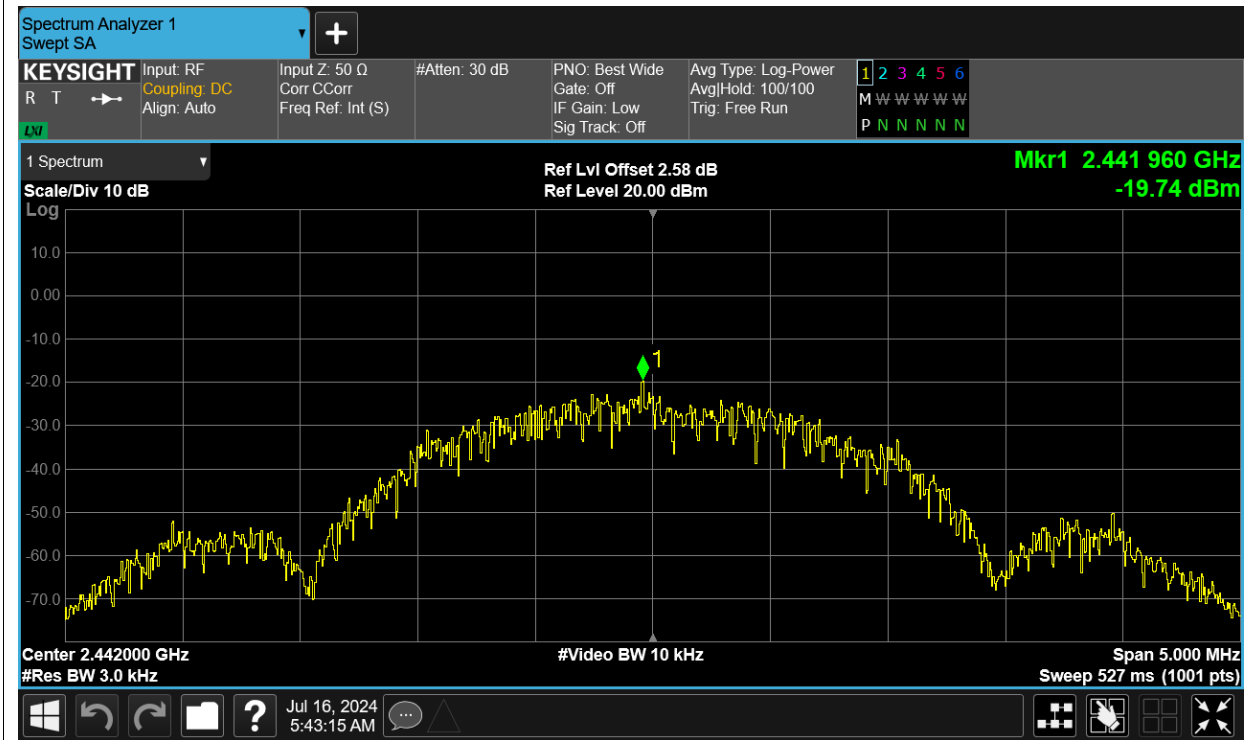 Spectrum Analyzer 1
Swept SA
KEYSIGHT
R T
LXI
Input: RF
Coupling: DC
Align: Auto
Input Z: 50 Ω
Corr CCorr
Freq Ref: Int (S)
#Atten: 30 dB
PNO: Best Wide
Gate: Off
IF Gain: Low
Sig Track: Off
Avg Type: Log-Power
Avg|Hold: 100/100
Trig: Free Run
1 2 3 4 5 6
M W W W W W
P N N N N N
1 Spectrum
Scale/Div 10 dB
Log
Ref Lvl Offset 2.58 dB
Ref Level 20.00 dBm
Mkr1 2.441 960 GHz
-19.74 dBm
10.0
0.00
-10.0
1
-20.0
-30.0
-40.0
-50.0
-60.0
-70.0
Center 2.442000 GHz
#Video BW 10 kHz
Span 5.000 MHz
#Res BW 3.0 kHz
Sweep 527 ms (1001 pts)
?
Jul 16, 2024
5:43:15 AM